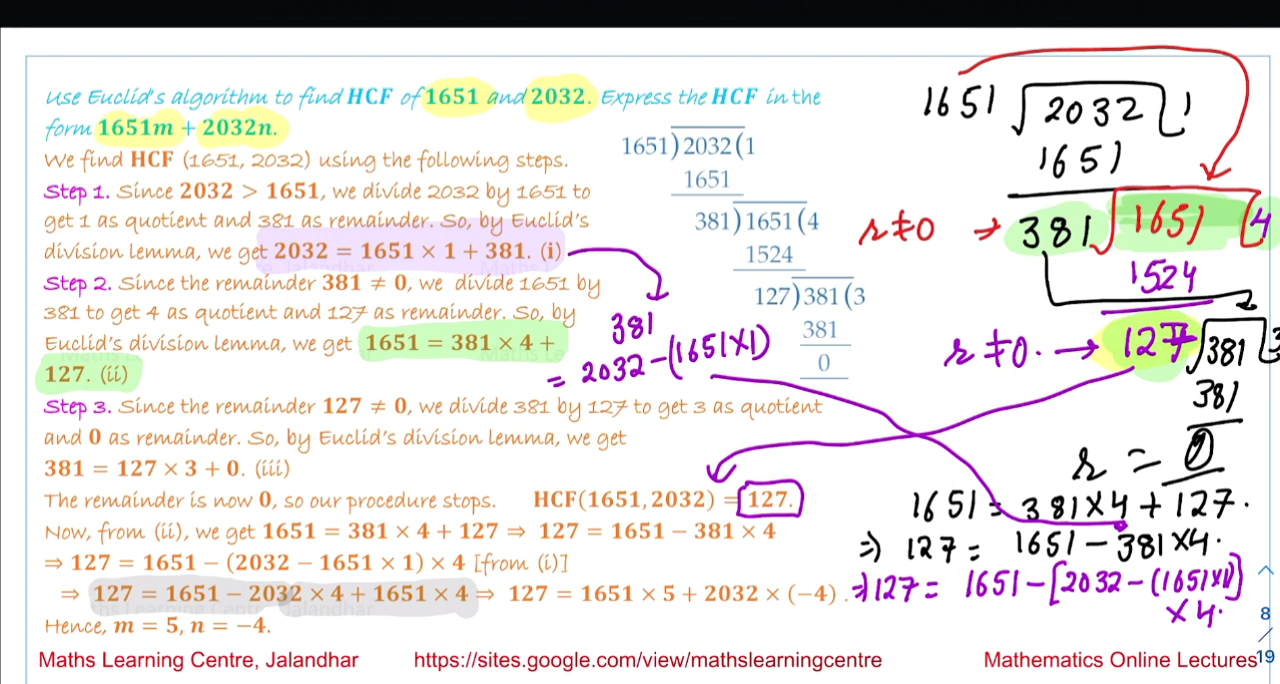 Use Euclid's algorithm to find HCF of 1651 and 2032. Express the HCF in the
form 1651m + 2032n.
We find HCF (1651, 2032) using the following steps.
Step 1. Since 2032 > 1651, we divide 2032 by 1651 to
get 1 as quotient and 381 as remainder. So, by Euclid's
division lemma, we get 2032 = 1651 × 1 + 381. (i)
Step 2. Since the remainder 381 ≠ 0, we divide 1651 by
381 to get 4 as quotient and 127 as remainder. So, by
Euclid's division lemma, we get 1651 = 381 × 4 +
127. (ii)
Step 3. Since the remainder 127 ≠ 0, we divide 381 by 127 to get 3 as quotient
and 0 as remainder. So, by Euclid's division lemma, we get
381 = 127 × 3 + 0. (iii)
The remainder is now 0, so our procedure stops. HCF(1651, 2032) = 127.
Now, from (ii), we get 1651 = 381 × 4 + 127 ⇒ 127 = 1651 − 381 × 4
⇒ 127 = 1651 − (2032 − 1651 × 1) × 4 [from (i)]
⇒ 127 = 1651 − 2032 × 4 + 1651 × 4 ⇒ 127 = 1651 × 5 + 2032 × (−4) .
Hence, m = 5, n = −4.
1651)2032(1
1651
381)1651(4
1524
127)381(3
381
0
381
= 2032-(1651×1)
1651 2032 1
1651
r≠0 → 381 1651 (4
1524
r≠0. → 127 381 3
381
r = 0
1651 = 381×4+127.
⇒ 127 = 1651-381×4.
⇒127 = 1651-[2032-(1651×1)]
×4.
8
19
Maths Learning Centre, Jalandhar https://sites.google.com/view/mathslearningcentre Mathematics Online Lectures